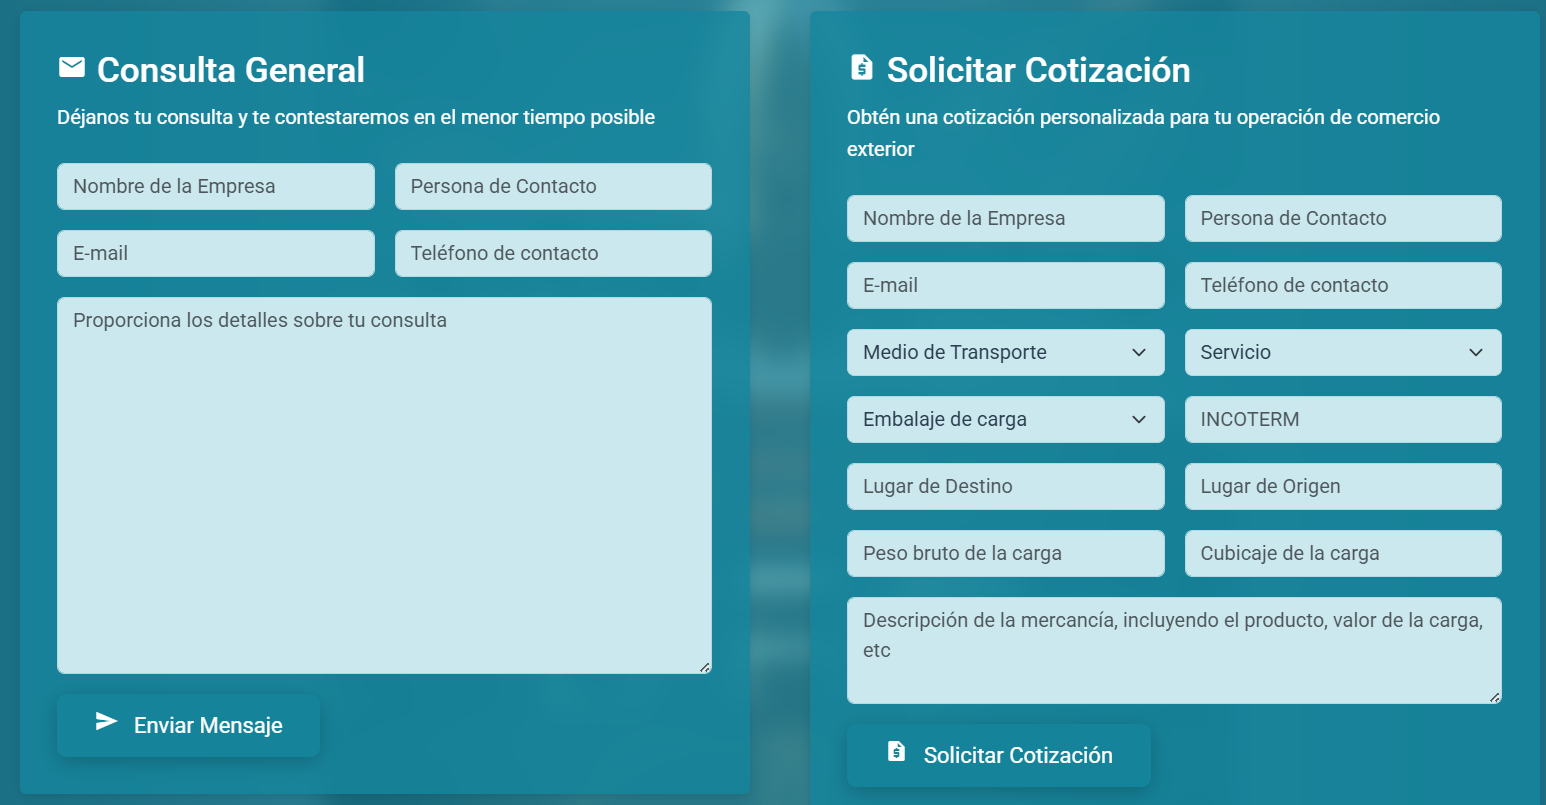 Consulta General
Déjanos tu consulta y te contestaremos en el menor tiempo posible
Nombre de la Empresa
Persona de Contacto
E-mail
Teléfono de contacto
Proporciona los detalles sobre tu consulta
Enviar Mensaje
Solicitar Cotización
Obtén una cotización personalizada para tu operación de comercio
exterior
Nombre de la Empresa
Persona de Contacto
E-mail
Teléfono de contacto
Medio de Transporte
Servicio
Embalaje de carga
INCOTERM
Lugar de Destino
Lugar de Origen
Peso bruto de la carga
Cubicaje de la carga
Descripción de la mercancía, incluyendo el producto, valor de la carga,
etc
Solicitar Cotización